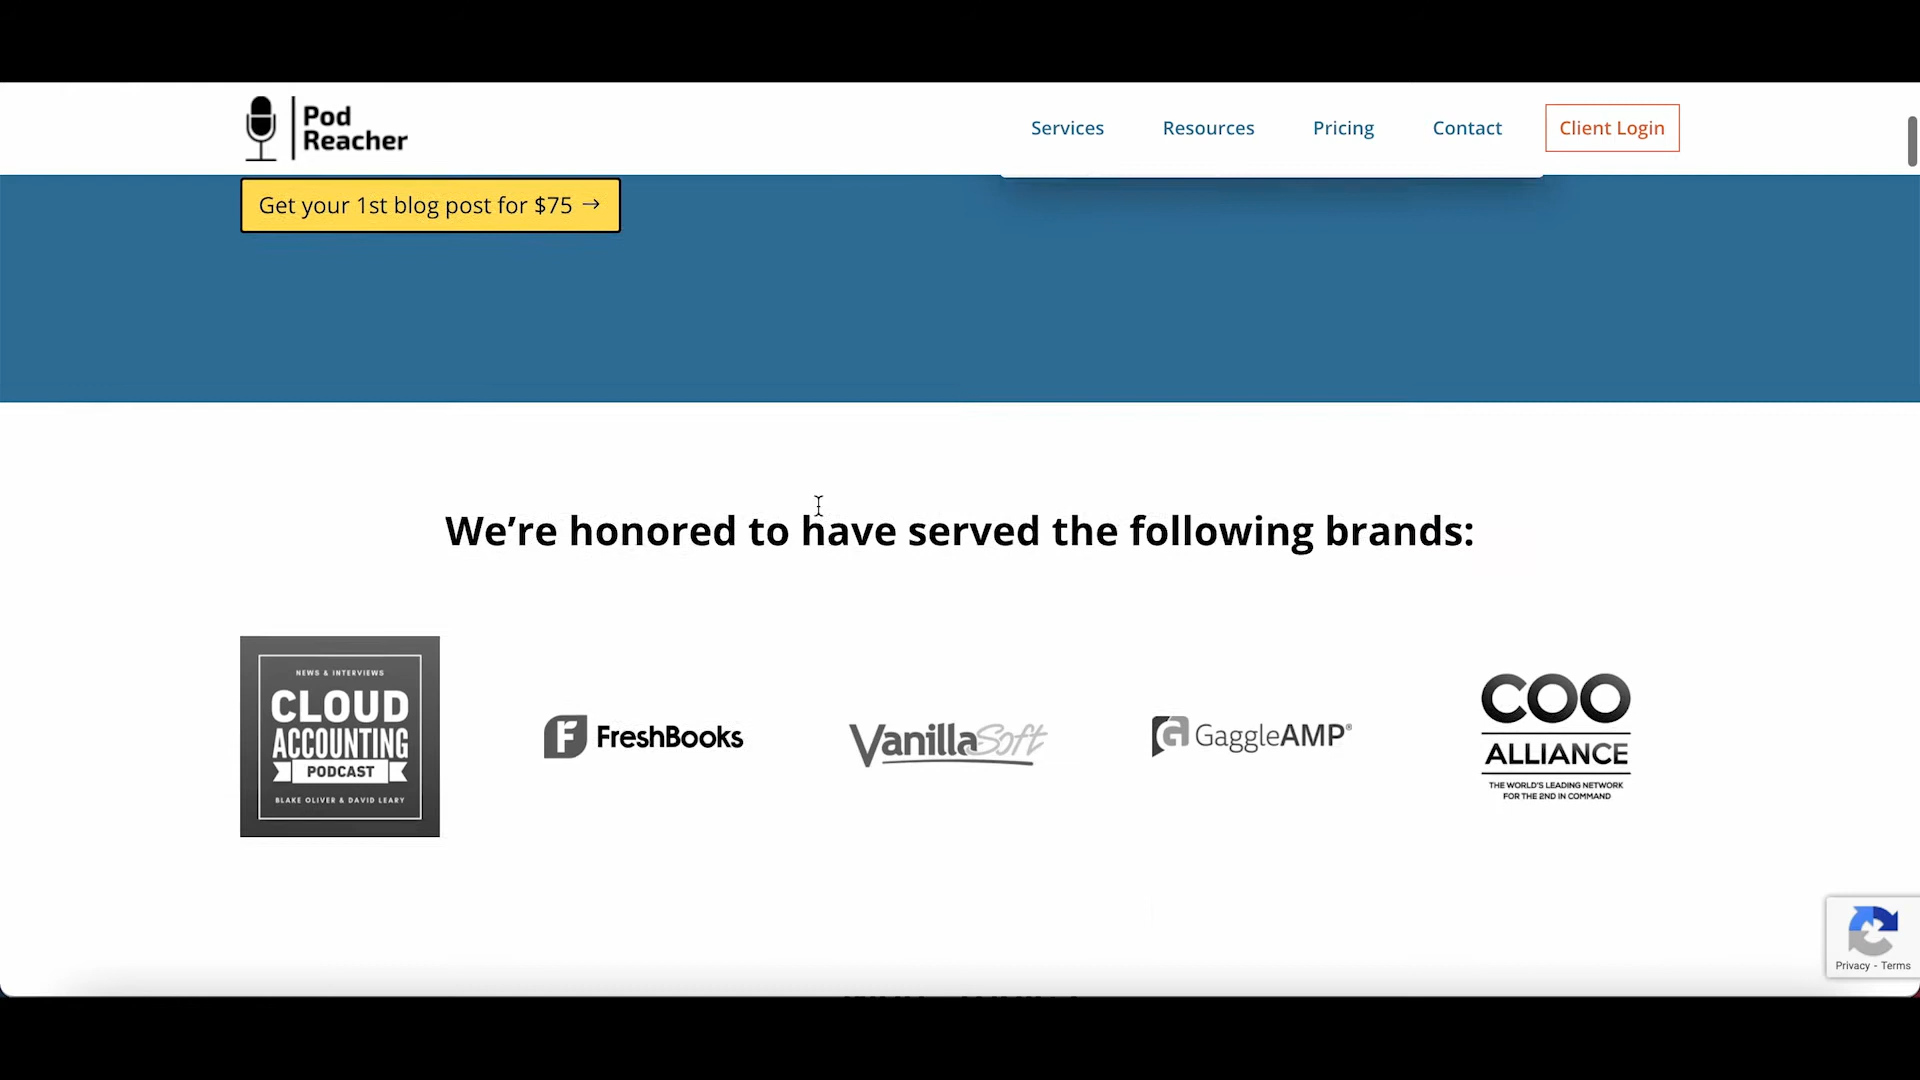 Pod
Reacher
Services
Resources
Pricing
Contact
Client Login
Get your 1st blog post for $75 →
We’re honored to have served the following brands:
NEWS & INTERVIEWS
CLOUD
ACCOUNTING
PODCAST
BLAKE OLIVER & DAVID LEARY
F FreshBooks
VanillaSoft
GaggleAMP®
COO
ALLIANCE
THE WORLD'S LEADING NETWORK
FOR THE 2ND IN COMMAND
Privacy - Terms